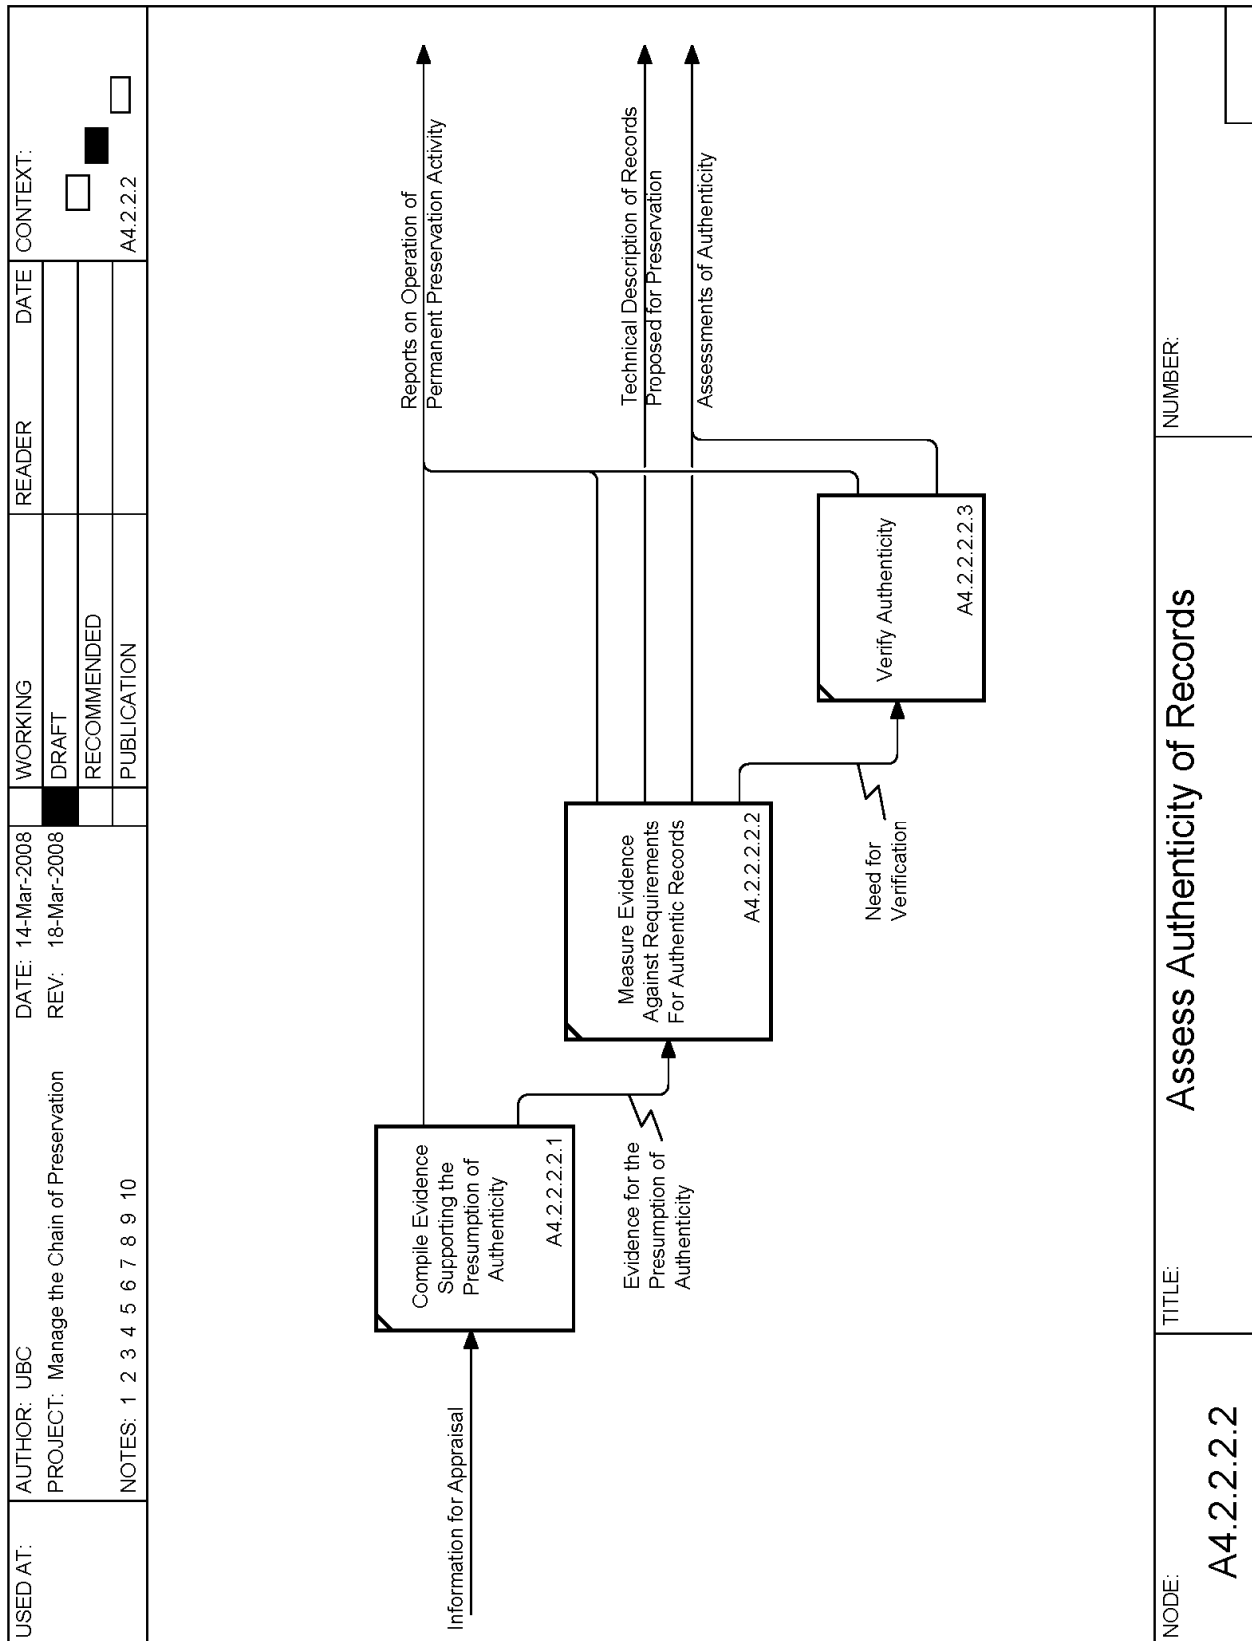 USED AT:
AUTHOR: UBC
PROJECT: Manage the Chain of Preservation
NOTES: 1 2 3 4 5 6 7 8 9 10
DATE: 14-Mar-2008
REV: 18-Mar-2008
WORKING
DRAFT
RECOMMENDED
PUBLICATION
READER
DATE
CONTEXT:
A4.2.2.2
Information for Appraisal
Compile Evidence
Supporting the
Presumption of
Authenticity
A4.2.2.2.2.1
Evidence for the
Presumption of
Authenticity
Measure Evidence
Against Requirements
For Authentic Records
A4.2.2.2.2.2
Need for
Verification
Verify Authenticity
A4.2.2.2.2.3
Reports on Operation of
Permanent Preservation Activity
Technical Description of Records
Proposed for Preservation
Assessments of Authenticity
NODE:
A4.2.2.2.2
TITLE:
Assess Authenticity of Records
NUMBER: